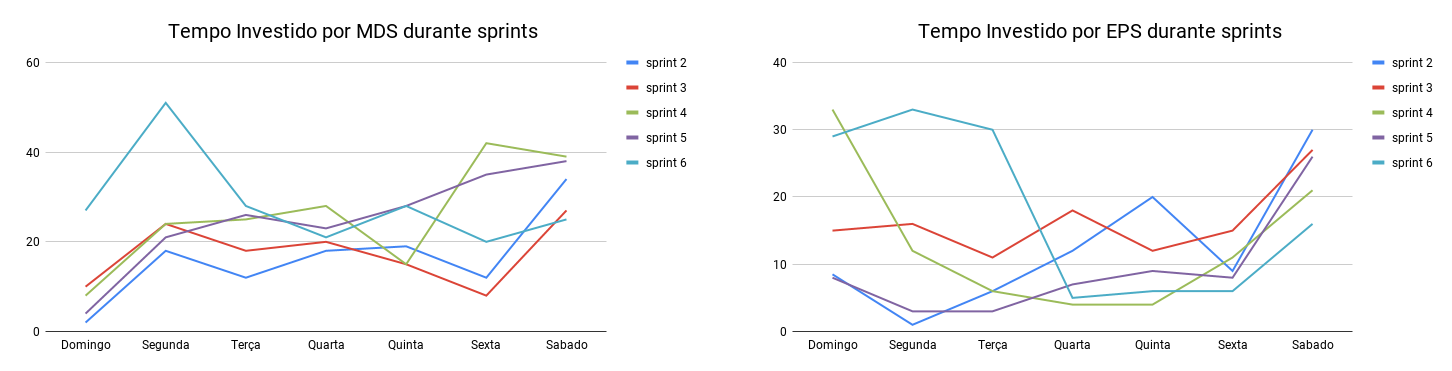 Tempo Investido por MDS durante sprints
60
40
20
0
Domingo Segunda Terça Quarta Quinta Sexta Sabado
sprint 2
sprint 3
sprint 4
sprint 5
sprint 6
Tempo Investido por EPS durante sprints
40
30
20
10
0
Domingo Segunda Terça Quarta Quinta Sexta Sabado
sprint 2
sprint 3
sprint 4
sprint 5
sprint 6